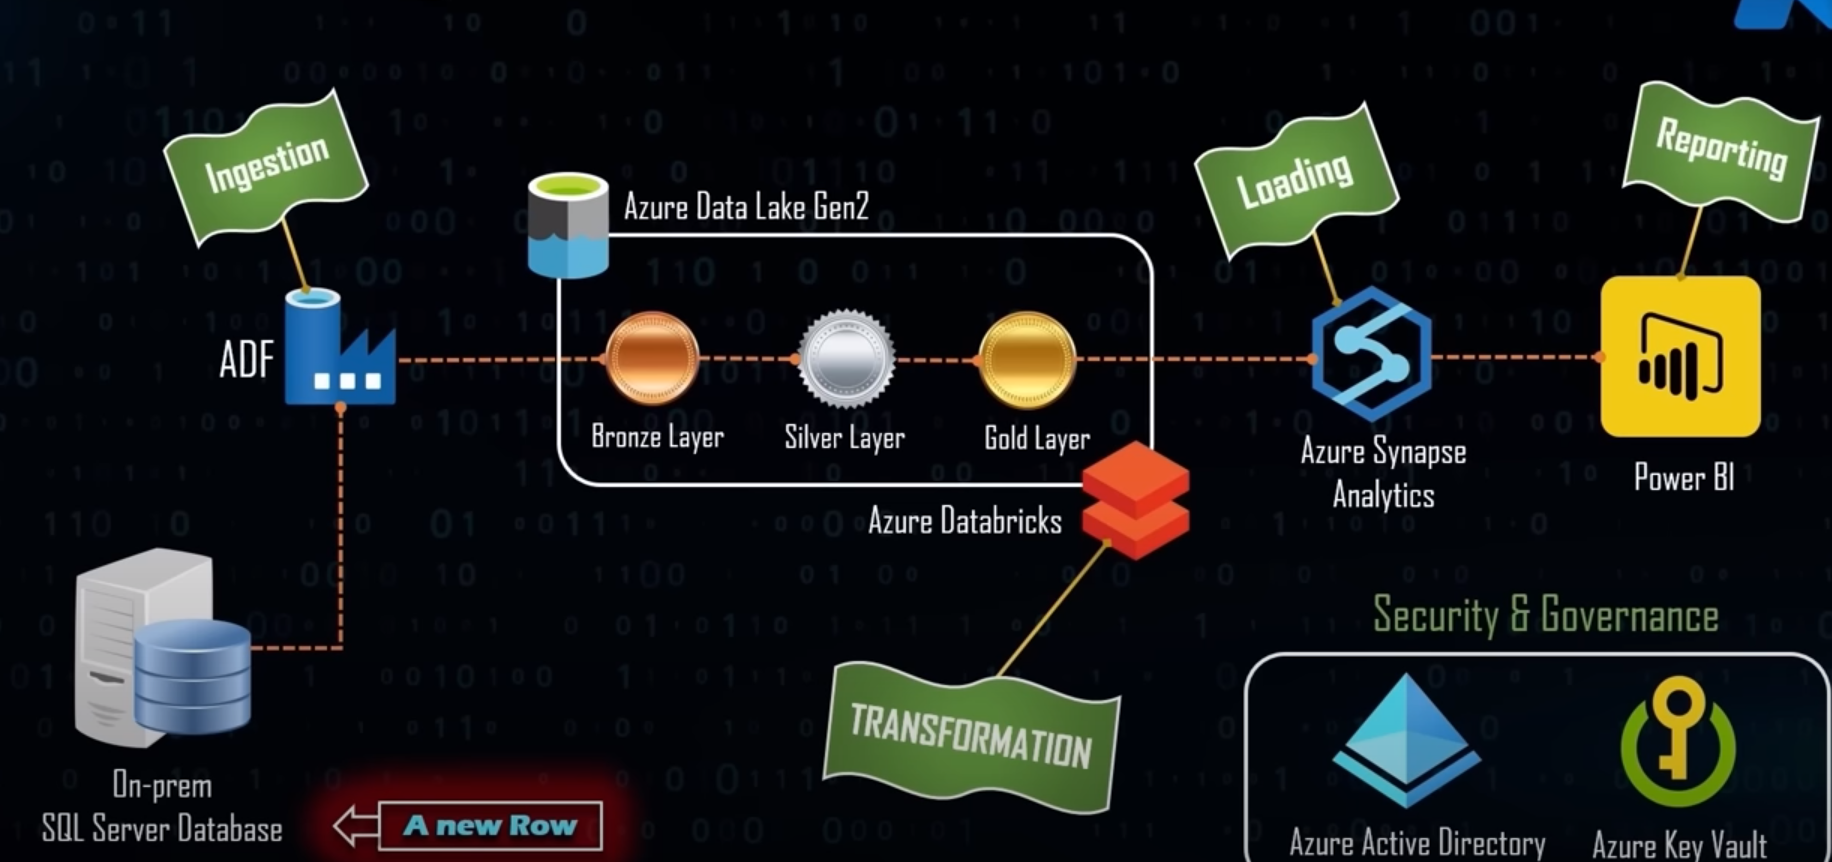 Ingestion
Loading
Reporting
Azure Data Lake Gen2
ADF
Bronze Layer
Silver Layer
Gold Layer
Azure Synapse
Analytics
Power BI
Azure Databricks
Security & Governance
TRANSFORMATION
On-prem
SQL Server Database
A new Row
Azure Active Directory
Azure Key Vault